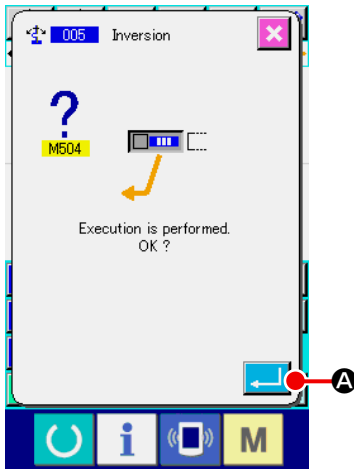 005 Inversion
?
M504
Execution is performed.
OK ?
A
i
M